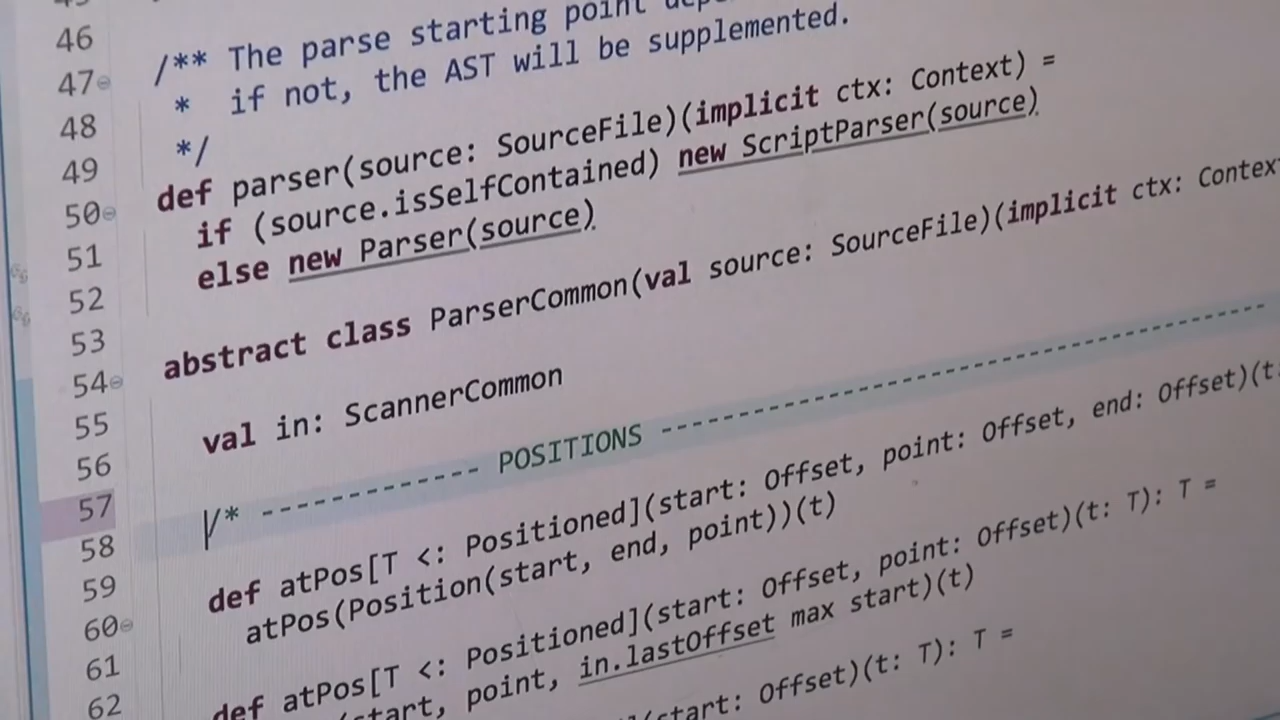 46
47 /** The parse starting point
48 * if not, the AST will be supplemented.
49 */
50 def parser(source: SourceFile)(implicit ctx: Context) =
51 if (source.isSelfContained) new ScriptParser(source)
52 else new Parser(source)
53
54 abstract class ParserCommon(val source: SourceFile)(implicit ctx: Contex
55
56 val in: ScannerCommon
57
58 /* ------------- POSITIONS ----------------------------------------
59
60 def atPos[T <: Positioned](start: Offset, point: Offset, end: Offset)(t:
61 atPos(Position(start, end, point))(t)
62
def atPos[T <: Positioned](start: Offset, point: Offset)(t: T): T =
(start, point, in.lastOffset max start)(t)
(start: Offset)(t: T): T =